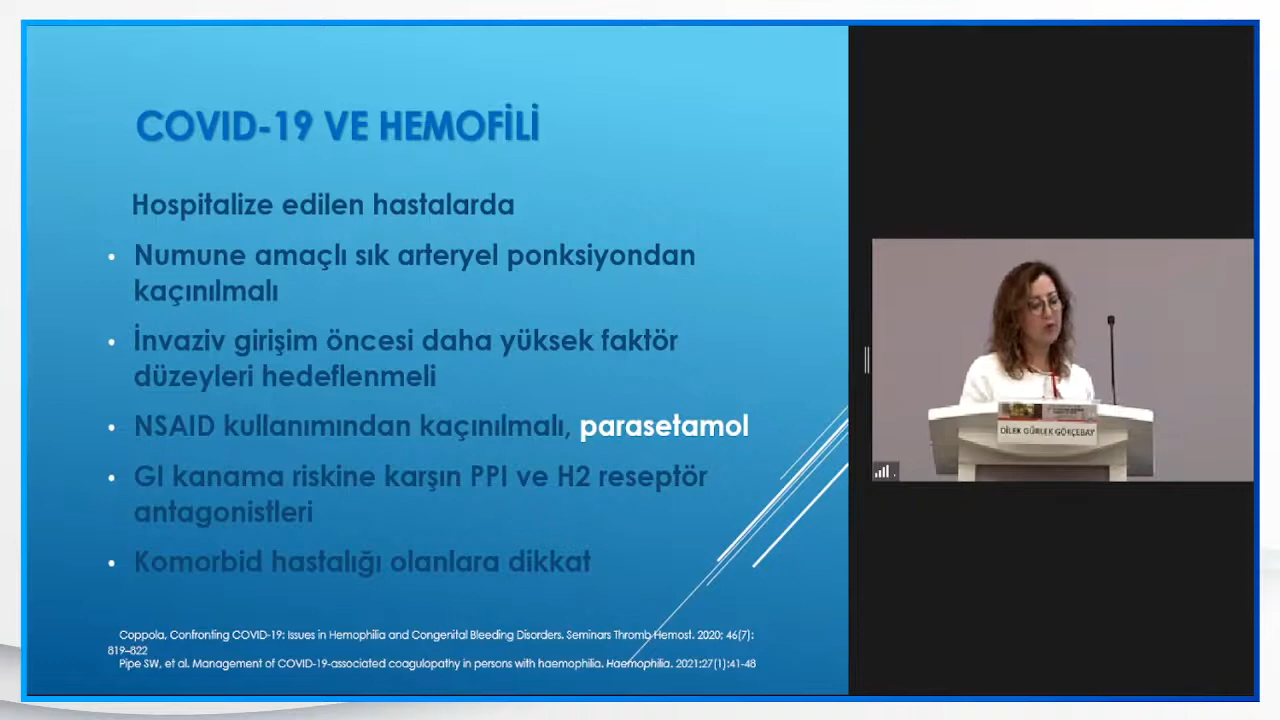 COVID-19 VE HEMOFİLİ
Hospitalize edilen hastalarda
• Numune amaçlı sık arteryel ponksiyondan
kaçınılmalı
• İnvaziv girişim öncesi daha yüksek faktör
düzeyleri hedeflenmeli
• NSAID kullanımından kaçınılmalı, parasetamol
• GI kanama riskine karşın PPI ve H2 reseptör
antagonistleri
• Komorbid hastalığı olanlara dikkat
Coppola, Confronting COVID-19: Issues in Hemophilia and Congenital Bleeding Disorders. Seminars Thromb Hemost. 2020; 46(7):
819–822
Pipe SW, et al. Management of COVID-19-associated coagulopathy in persons with haemophilia. Haemophilia. 2021;27(1):41-48
DİLEK GÜRLEK GÖKÇEBAY